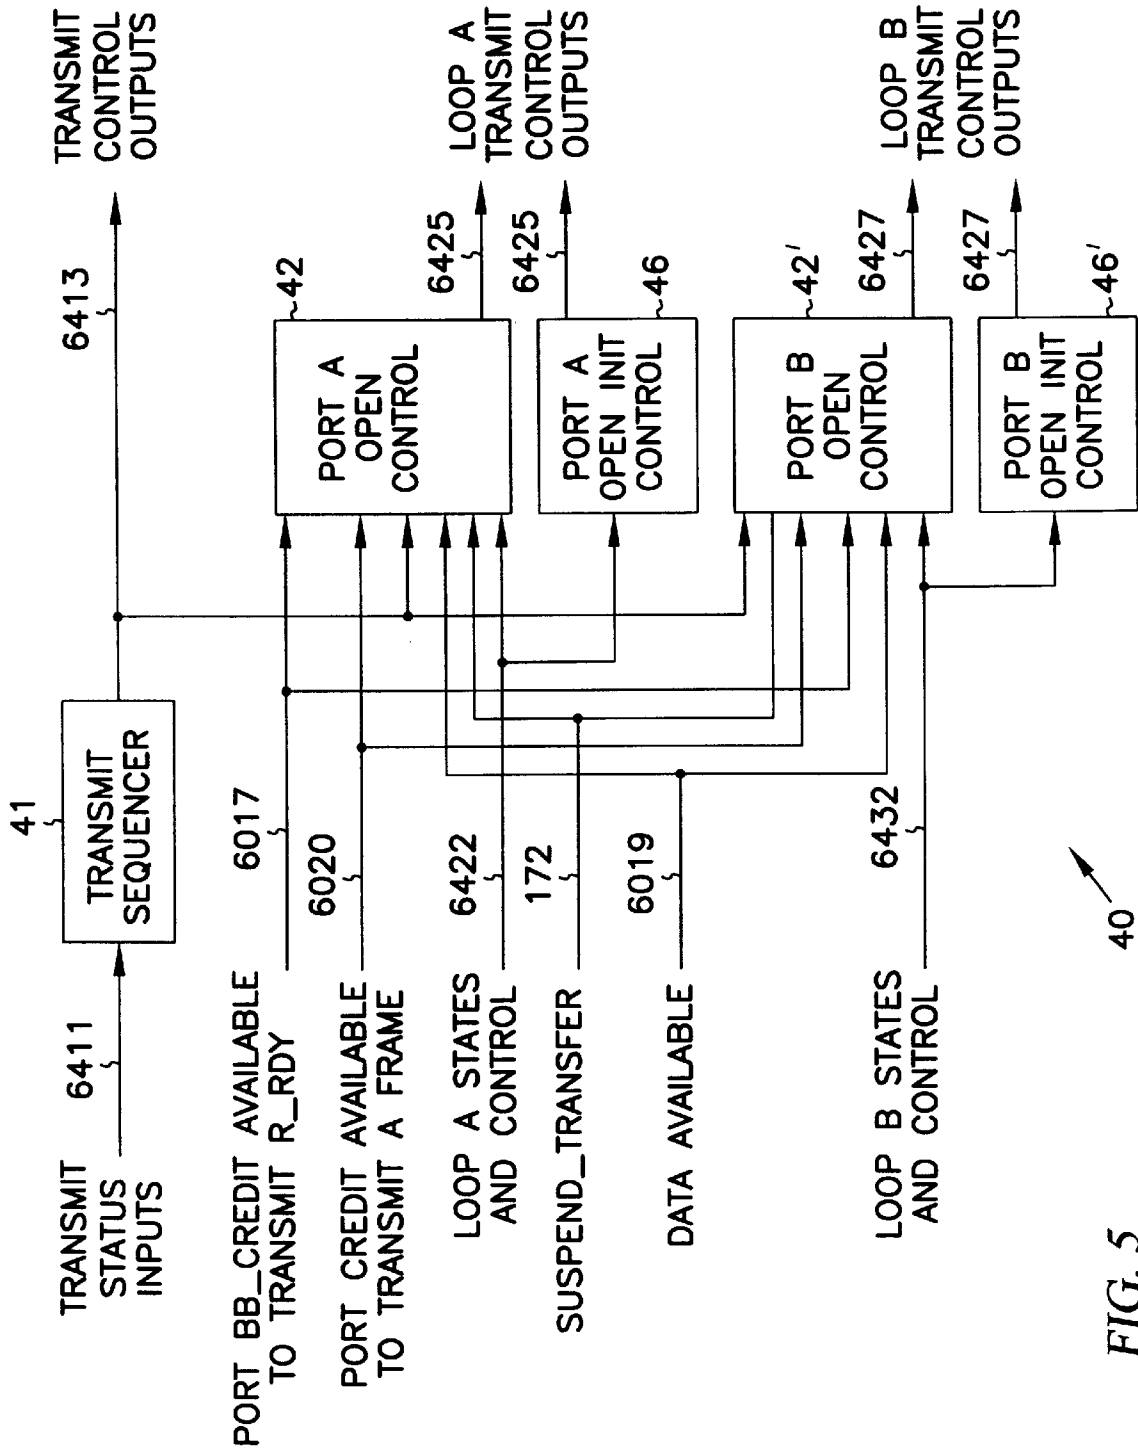 TRANSMIT
STATUS
INPUTS
6411
41
TRANSMIT
SEQUENCER
6413
TRANSMIT
CONTROL
OUTPUTS
PORT BB_CREDIT AVAILABLE
TO TRANSMIT R_RDY
6017
PORT CREDIT AVAILABLE
TO TRANSMIT A FRAME
6020
LOOP A STATES
AND CONTROL
6422
SUSPEND_TRANSFER
172
DATA AVAILABLE
6019
LOOP B STATES
AND CONTROL
6432
42
PORT A
OPEN
CONTROL
6425
6425
LOOP A
TRANSMIT
CONTROL
OUTPUTS
46
PORT A
OPEN INIT
CONTROL
42'
PORT B
OPEN
CONTROL
6427
6427
LOOP B
TRANSMIT
CONTROL
OUTPUTS
46'
PORT B
OPEN INIT
CONTROL
40
FIG. 5